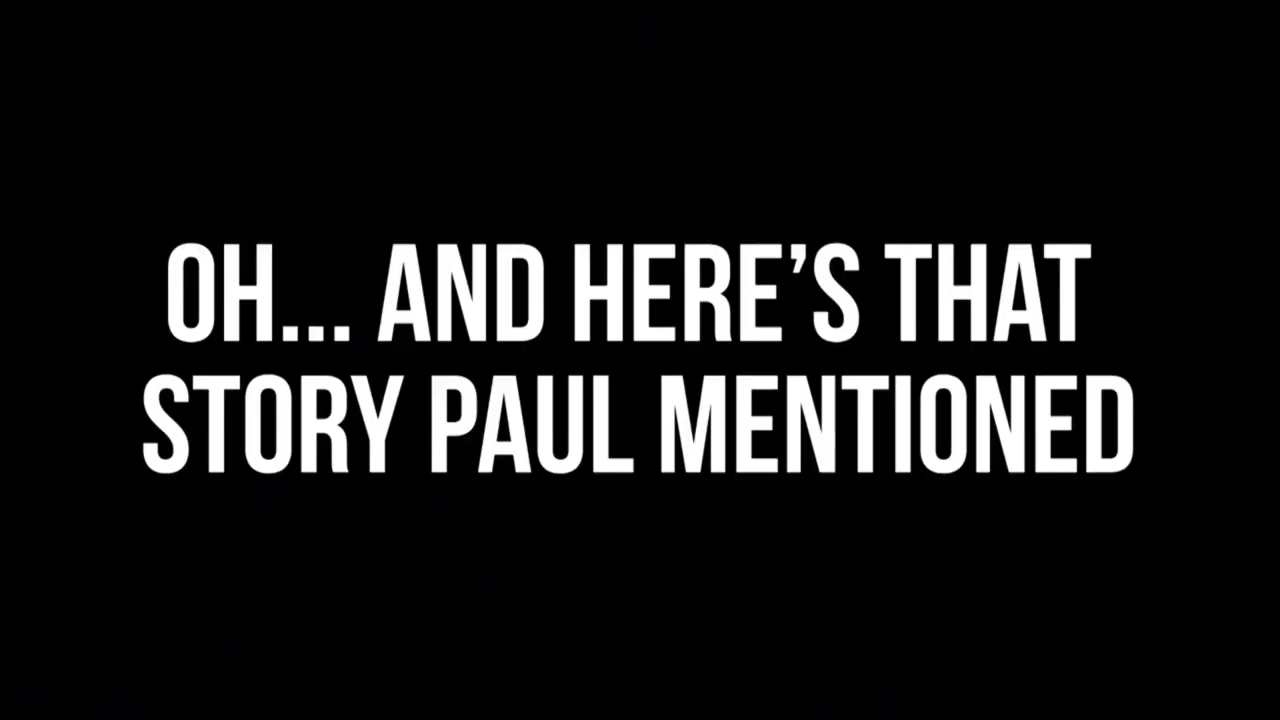 OH... AND HERE’S THAT
STORY PAUL MENTIONED